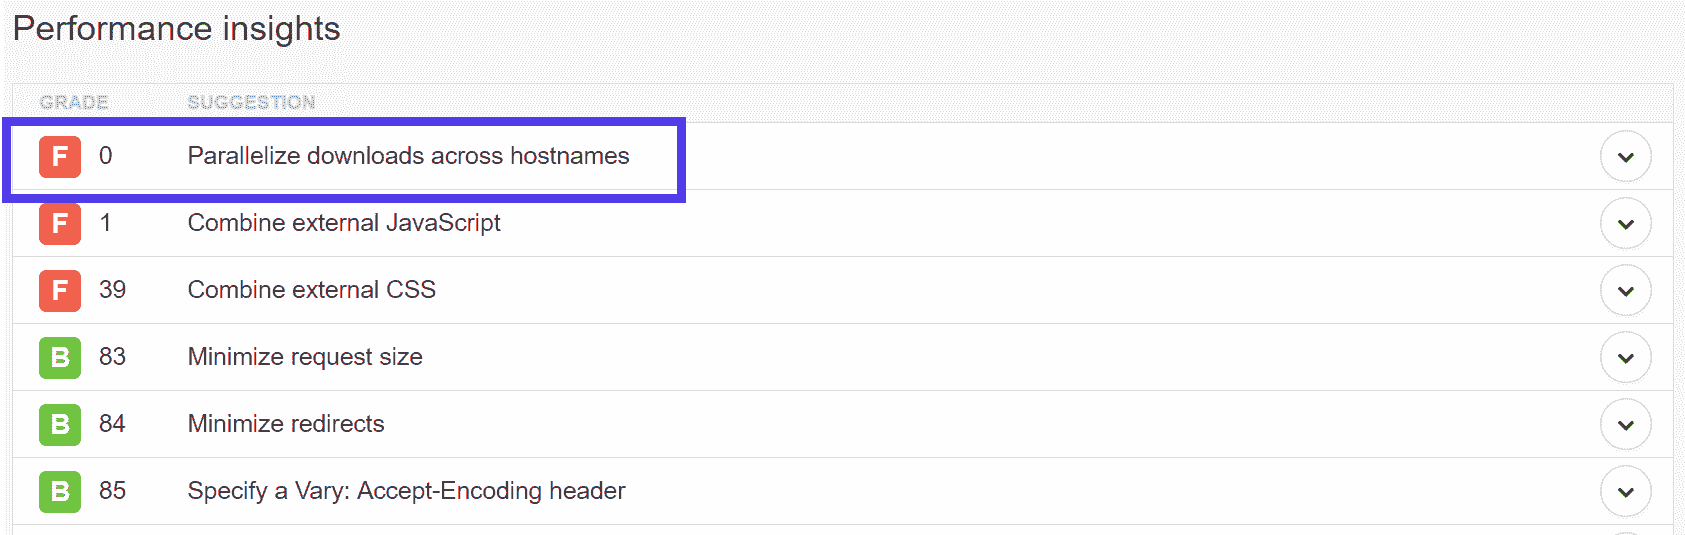 Performance insights
GRADE SUGGESTION
F 0 Parallelize downloads across hostnames
F 1 Combine external JavaScript
F 39 Combine external CSS
B 83 Minimize request size
B 84 Minimize redirects
B 85 Specify a Vary: Accept-Encoding header